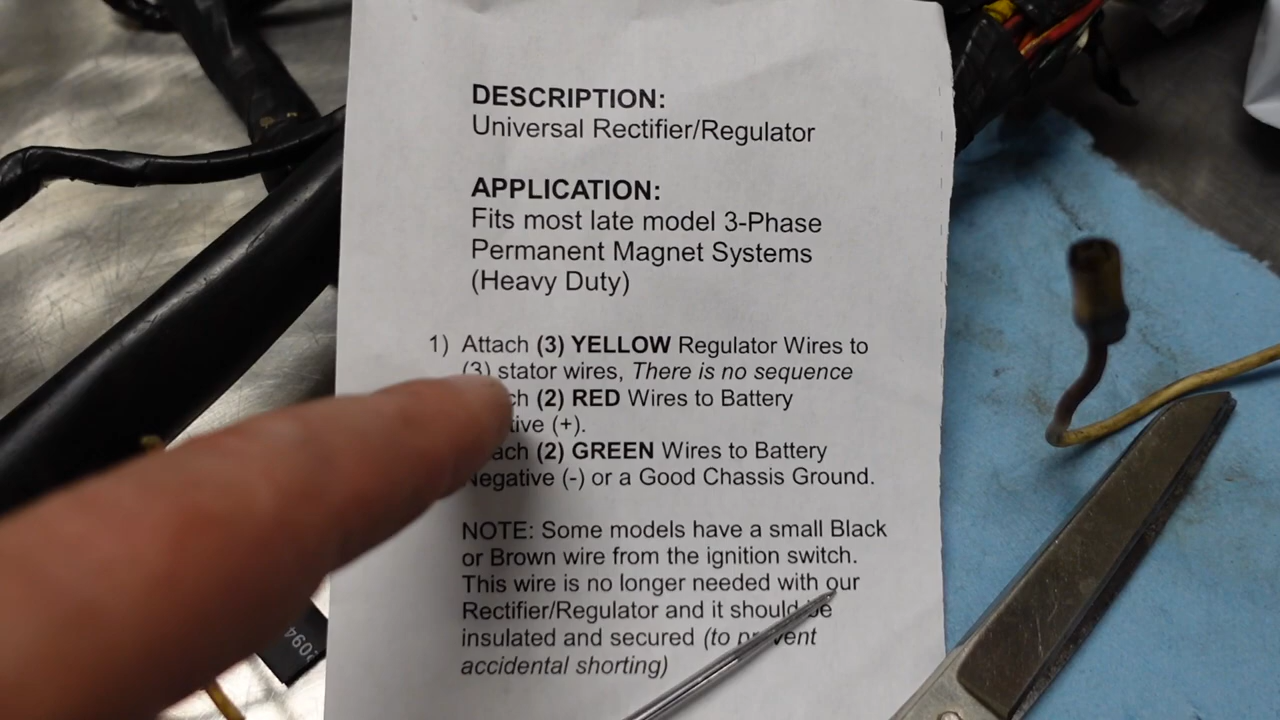 DESCRIPTION:
Universal Rectifier/Regulator
APPLICATION:
Fits most late model 3-Phase
Permanent Magnet Systems
(Heavy Duty)
1) Attach (3) YELLOW Regulator Wires to
(3) stator wires, There is no sequence
(2) RED Wires to Battery
(+).
(2) GREEN Wires to Battery
Negative (-) or a Good Chassis Ground.
NOTE: Some models have a small Black
or Brown wire from the ignition switch.
This wire is no longer needed with our
Rectifier/Regulator and it should be
insulated and secured (to prevent
accidental shorting)